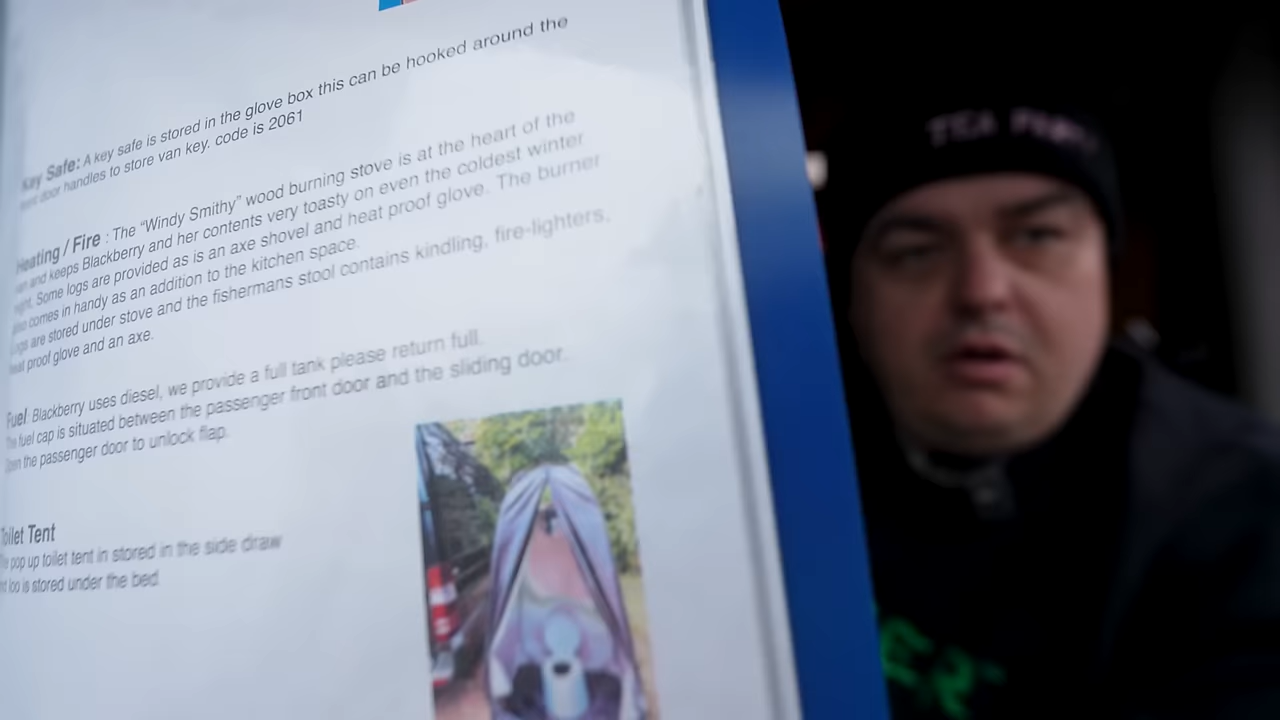 Key Safe: A key safe is stored in the glove box this can be hooked around the
front door handles to store van key. code is 2061
Heating / Fire : The “Windy Smithy” wood burning stove is at the heart of the
van and keeps Blackberry and her contents very toasty on even the coldest winter
night. Some logs are provided as is an axe shovel and heat proof glove. The burner
also comes in handy as an addition to the kitchen space.
Logs are stored under stove and the fishermans stool contains kindling, fire-lighters,
heat proof glove and an axe.
Fuel: Blackberry uses diesel, we provide a full tank please return full.
The fuel cap is situated between the passenger front door and the sliding door.
Open the passenger door to unlock flap.
Toilet Tent
The pop up toilet tent in stored in the side draw
loo is stored under the bed